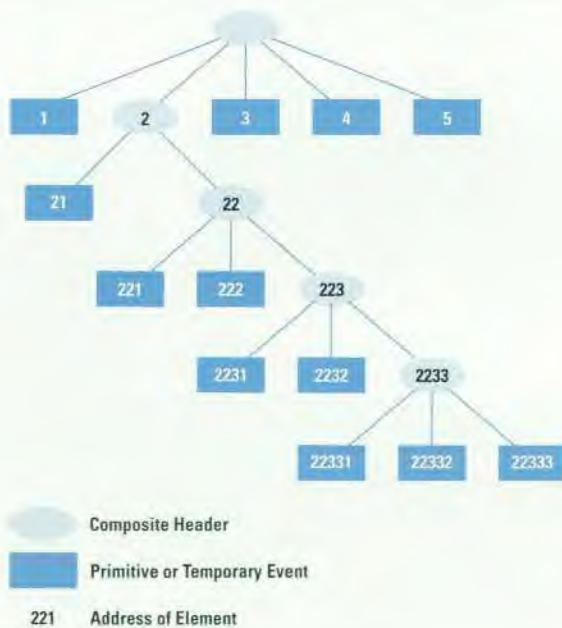 1 2 3 4 5
21 22
221 222 223
2231 2232 2233
22331 22332 22333
Composite Header
Primitive or Temporary Event
221 Address of Element